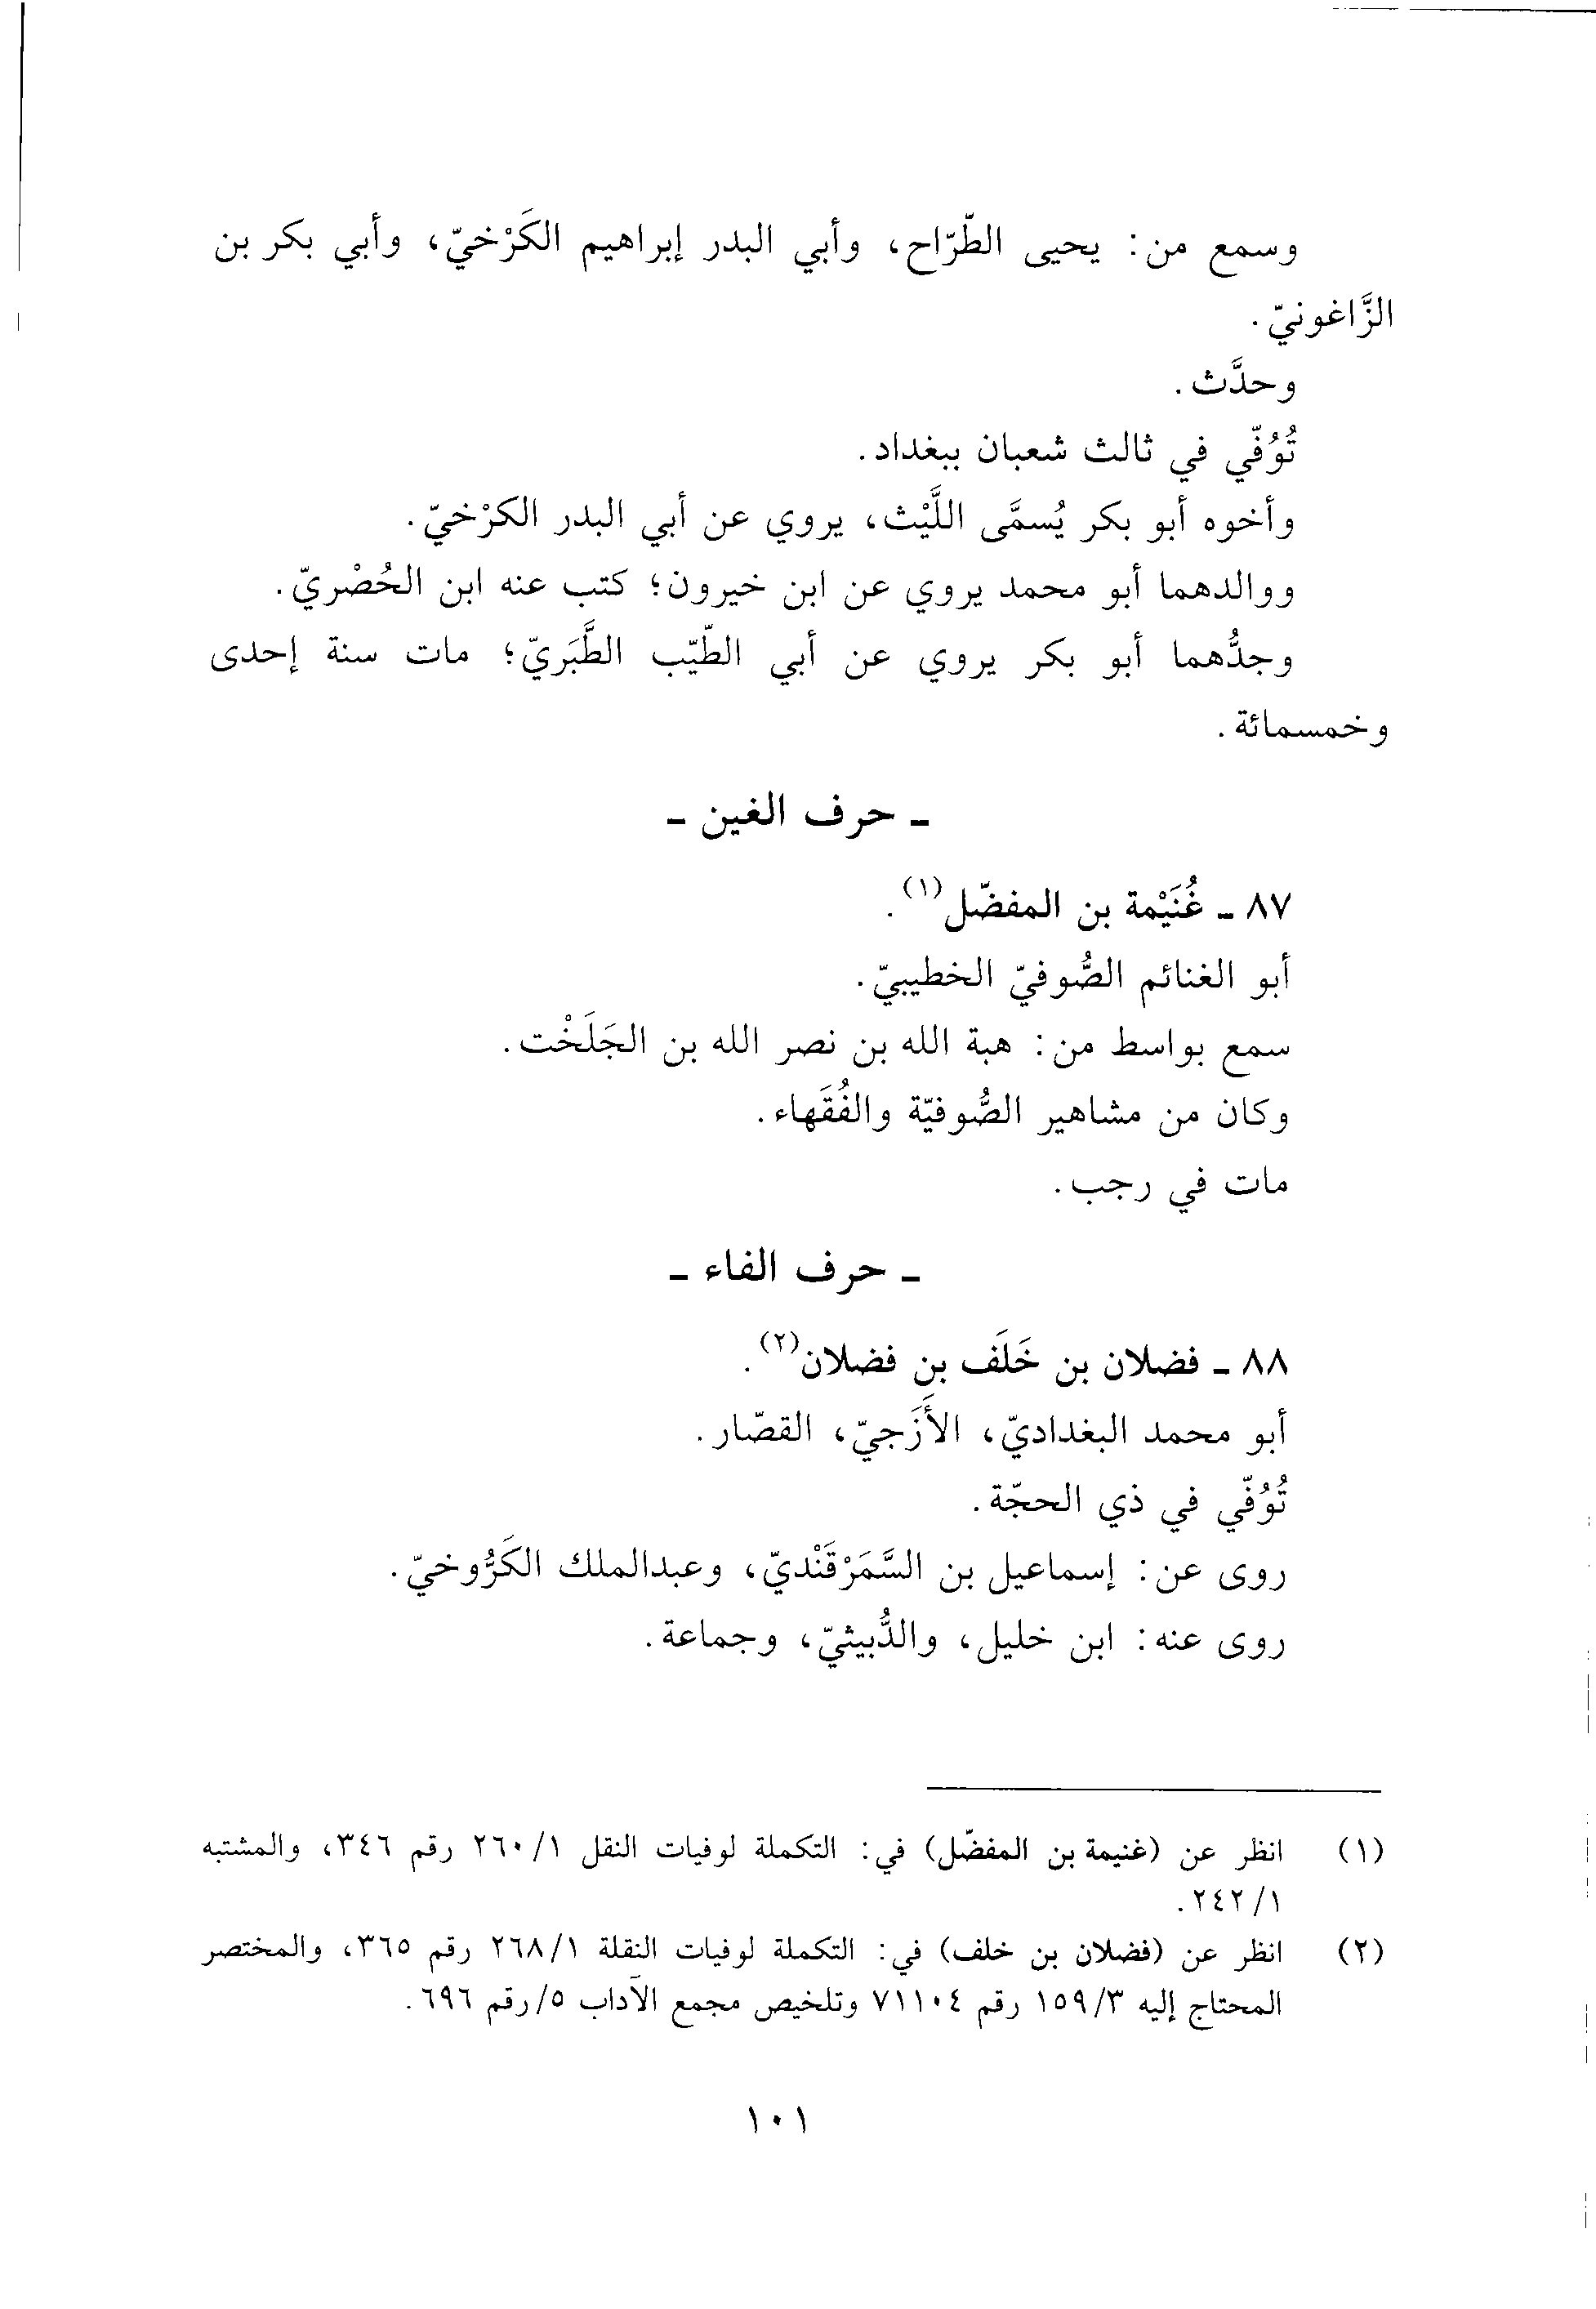 وسمع من: يحيى الطّرّاح، وأبي البدر إبراهيم الكَرْخيّ، وأبي بكر بن
الزَّاغونيّ.
وحدَّث.
تُوُفّي في ثالث شعبان ببغداد.
وأخوه أبو بكر يُسمَّى اللَّيْث، يروي عن أبي البدر الكرْخيّ.
ووالدهما أبو محمد يروي عن ابن خيرون؛ كتب عنه ابن الحُصْريّ.
وجدُّهما أبو بكر يروي عن أبي الطّيّب الطَّبَريّ؛ مات سنة إحدى
وخمسمائة.
ـ حرف الغين ـ
٨٧ ـ غُنَيْمة بن المفضّل(١).
أبو الغنائم الصُّوفيّ الخطيبيّ.
سمع بواسط من: هبة الله بن نصر الله بن الجَلَخْت.
وكان من مشاهير الصُّوفيّة والفُقَهاء.
مات في رجب.
ـ حرف الفاء ـ
٨٨ ـ فضلان بن خَلَف بن فضلان(٢).
أبو محمد البغداديّ، الأَزَجيّ، القصّار.
تُوُفّي في ذي الحجّة.
روى عن: إسماعيل بن السَّمَرْقَنْديّ، وعبدالملك الكَرُّوخيّ.
روى عنه: ابن خليل، والدُّبيثيّ، وجماعة.
(١) انظر عن (غنيمة بن المفضّل) في: التكملة لوفيات النقل ٢٦٠/١ رقم ٣٤٦، والمشتبه
٢٤٢/١.
(٢) انظر عن (فضلان بن خلف) في: التكملة لوفيات النقلة ٢٦٨/١ رقم ٣٦٥، والمختصر
المحتاج إليه ١٥٩/٣ رقم ٧١١٠٤ وتلخيص مجمع الآداب ٥/رقم ٦٩٦.
١٠١